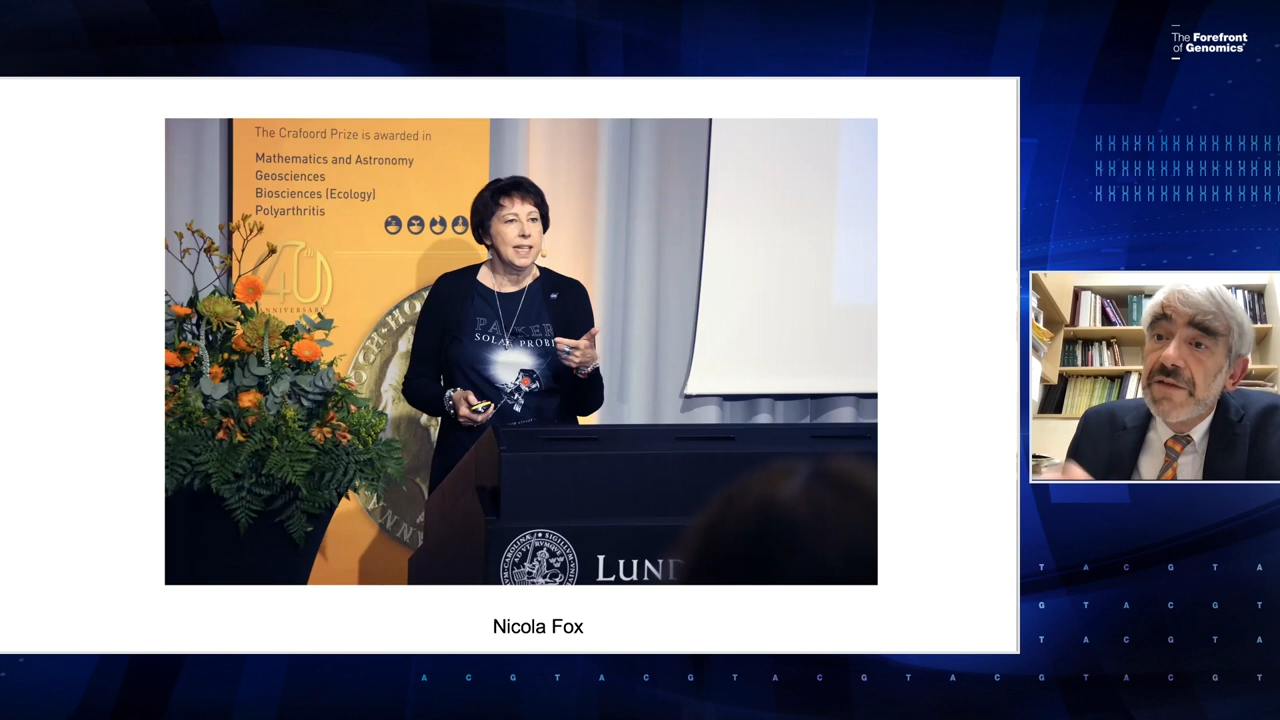 The Forefront
of Genomics®
The Crafoord Prize is awarded in
Mathematics and Astronomy
Geosciences
Biosciences (Ecology)
Polyarthritis
40th
ANNIVERSARY
PARKER
SOLAR PROBE
LUND
Nicola Fox
T A C G T A
G T A C G T
T A C G T A
A C G T A C G T A C G T A C G T A C G T